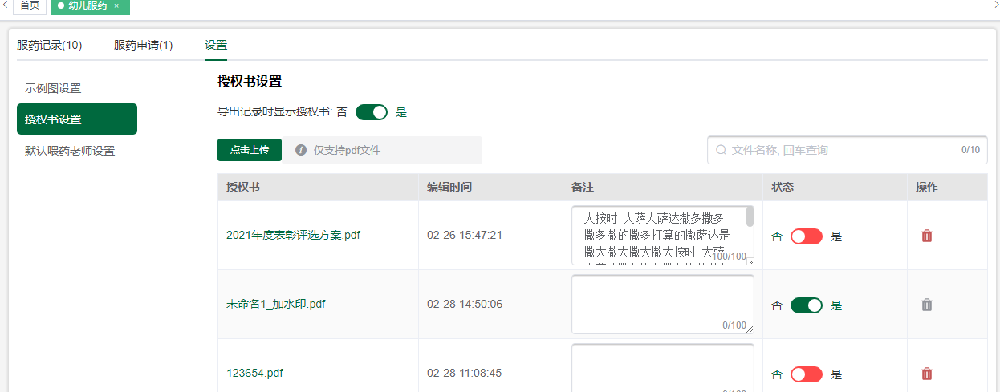 首页
幼儿服药 ×
服药记录(10) 服药申请(1) 设置
示例图设置
授权书设置
默认喂药老师设置
授权书设置
导出记录时显示授权书: 否 是
点击上传 仅支持pdf文件
文件名称, 回车查询 0/10
授权书 编辑时间 备注 状态 操作
2021年度表彰评选方案.pdf 02-26 15:47:21
大按时 大萨大萨达撒多撒多
撒多撒的撒多打算的撒萨达是
撒大撒大撒大撒大按时 大萨
100/100
否 是
未命名1_加水印.pdf 02-28 14:50:06
0/100
否 是
123654.pdf 02-28 11:08:45
否 是